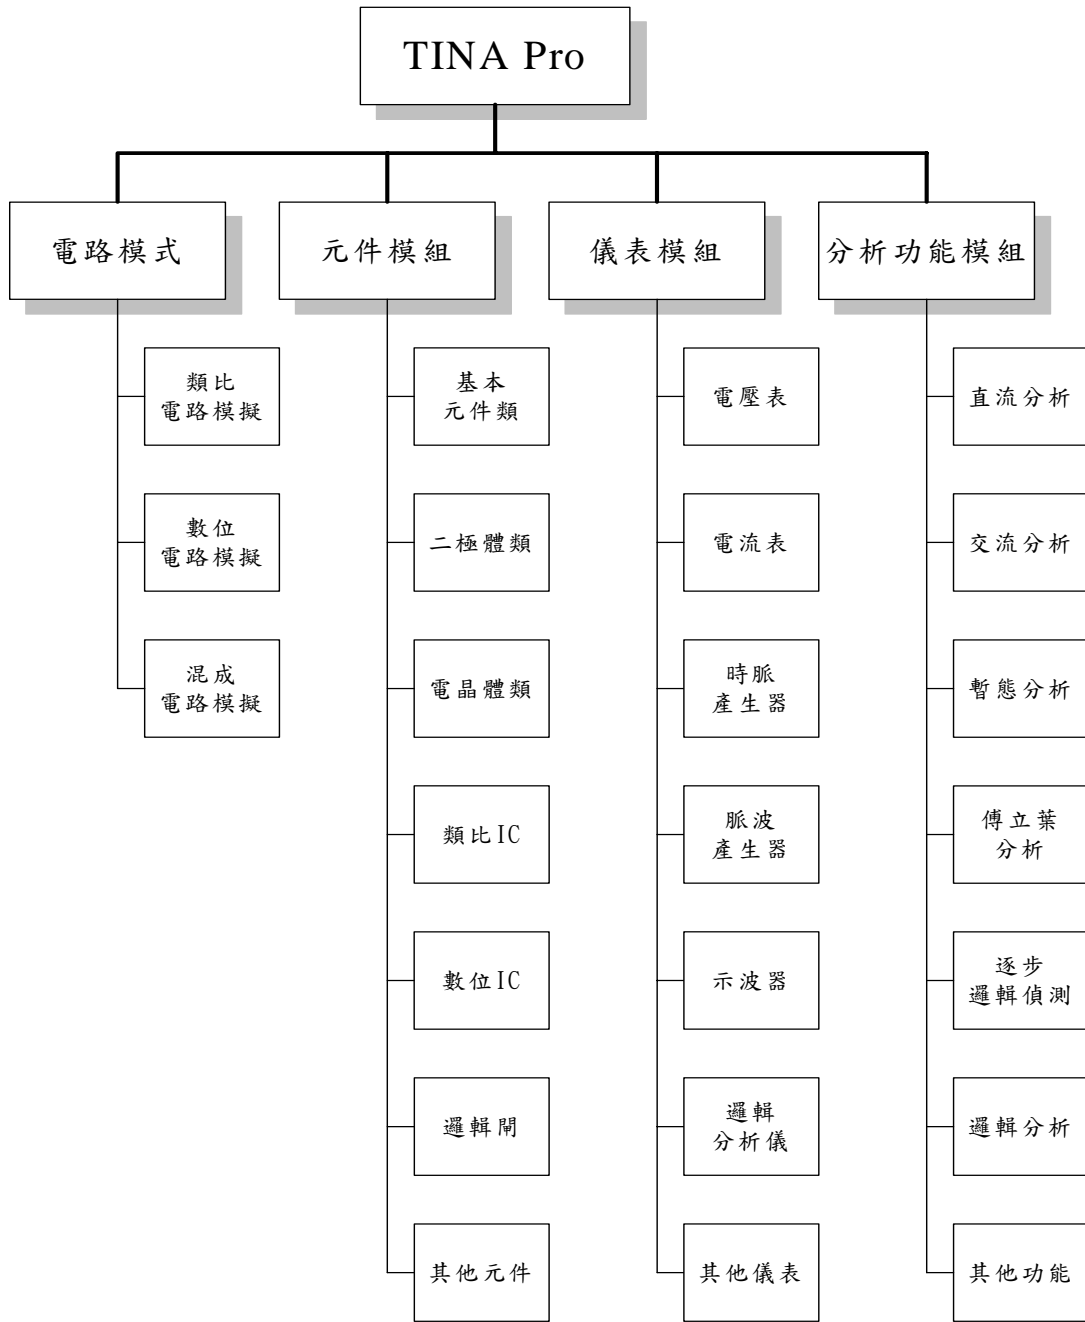 TINA Pro
電路模式
元件模組
儀表模組
分析功能模組
類比
電路模擬
數位
電路模擬
混成
電路模擬
基本
元件類
二極體類
電晶體類
類比IC
數位IC
邏輯閘
其他元件
電壓表
電流表
時脈
產生器
脈波
產生器
示波器
邏輯
分析儀
其他儀表
直流分析
交流分析
暫態分析
傅立葉
分析
逐步
邏輯偵測
邏輯分析
其他功能